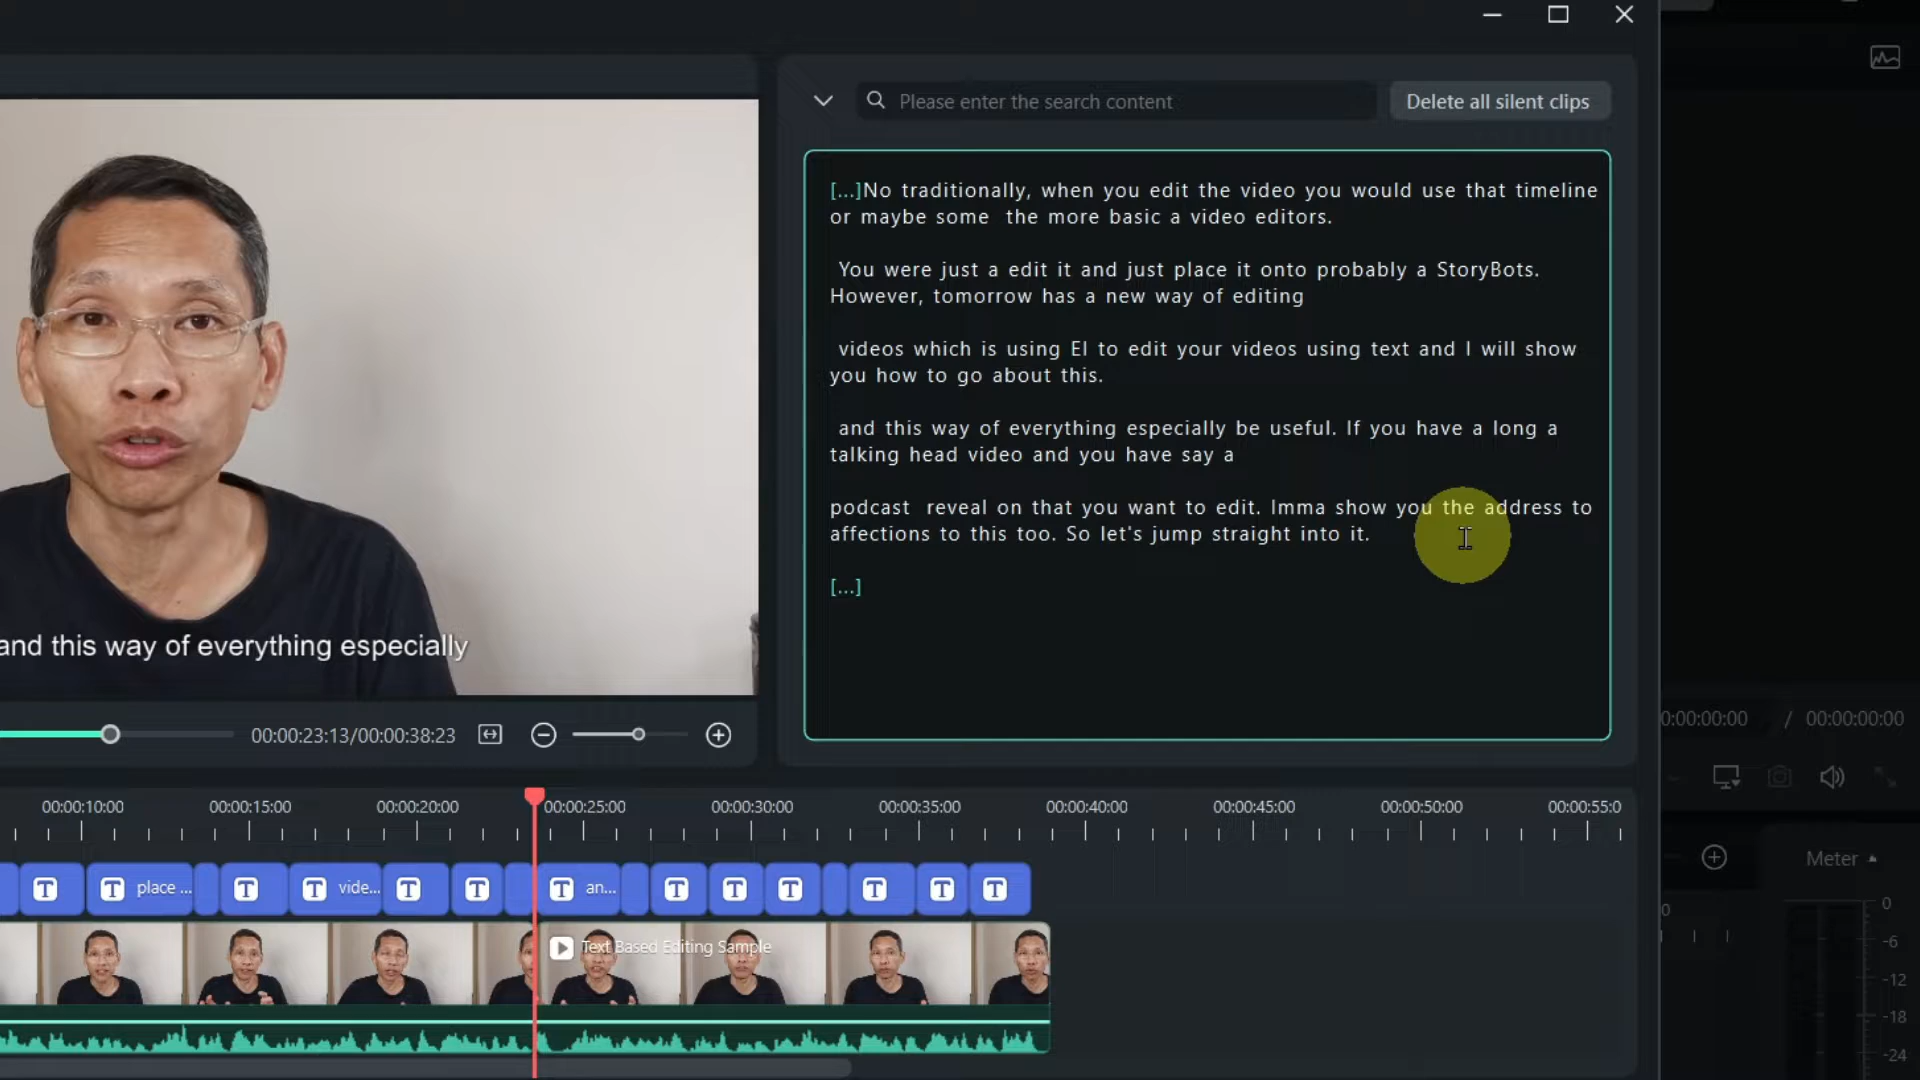 Please enter the search content
Delete all silent clips
[...]No traditionally, when you edit the video you would use that timeline
or maybe some  the more basic a video editors.
You were just a edit it and just place it onto probably a StoryBots.
However, tomorrow has a new way of editing
videos which is using EI to edit your videos using text and I will show
you how to go about this.
and this way of everything especially be useful. If you have a long a
talking head video and you have say a
podcast  reveal on that you want to edit. Imma show you the address to
affections to this too. So let's jump straight into it.
[...]
and this way of everything especially
00:00:23:13/00:00:38:23
0:00:00:00 / 00:00:00:00
00:00:10:00 00:00:15:00 00:00:20:00 00:00:25:00 00:00:30:00 00:00:35:00 00:00:40:00 00:00:45:00 00:00:50:00 00:00:55:0
Meter
T T place ... T T vide... T T T an... T T T T T T
0
0
-6
Text Based Editing Sample
-12
-18
-24